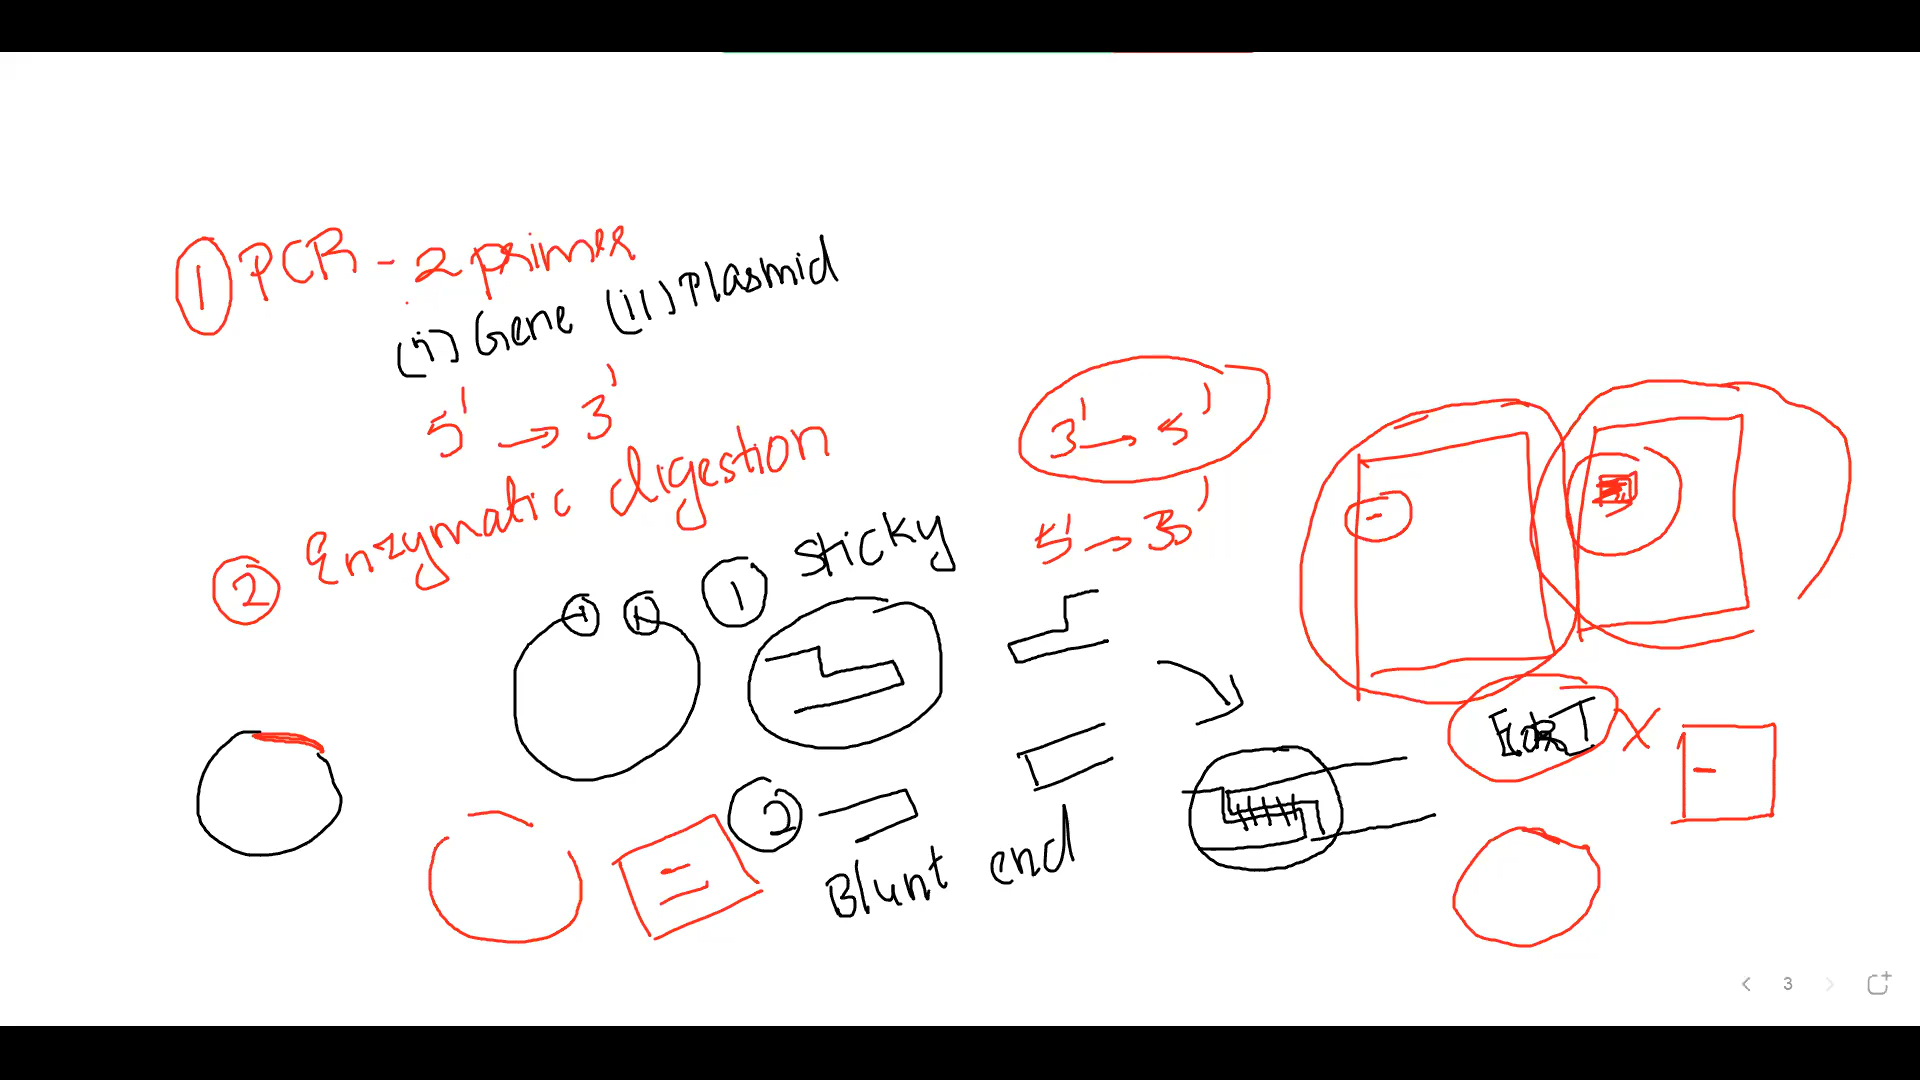 ① PCR - 2 primer
(i) Gene (ii) Plasmid
5' → 3'
② Enzymatic digestion
3' → 5'
5' → 3'
① Sticky
② Blunt end
EcoRI X
3